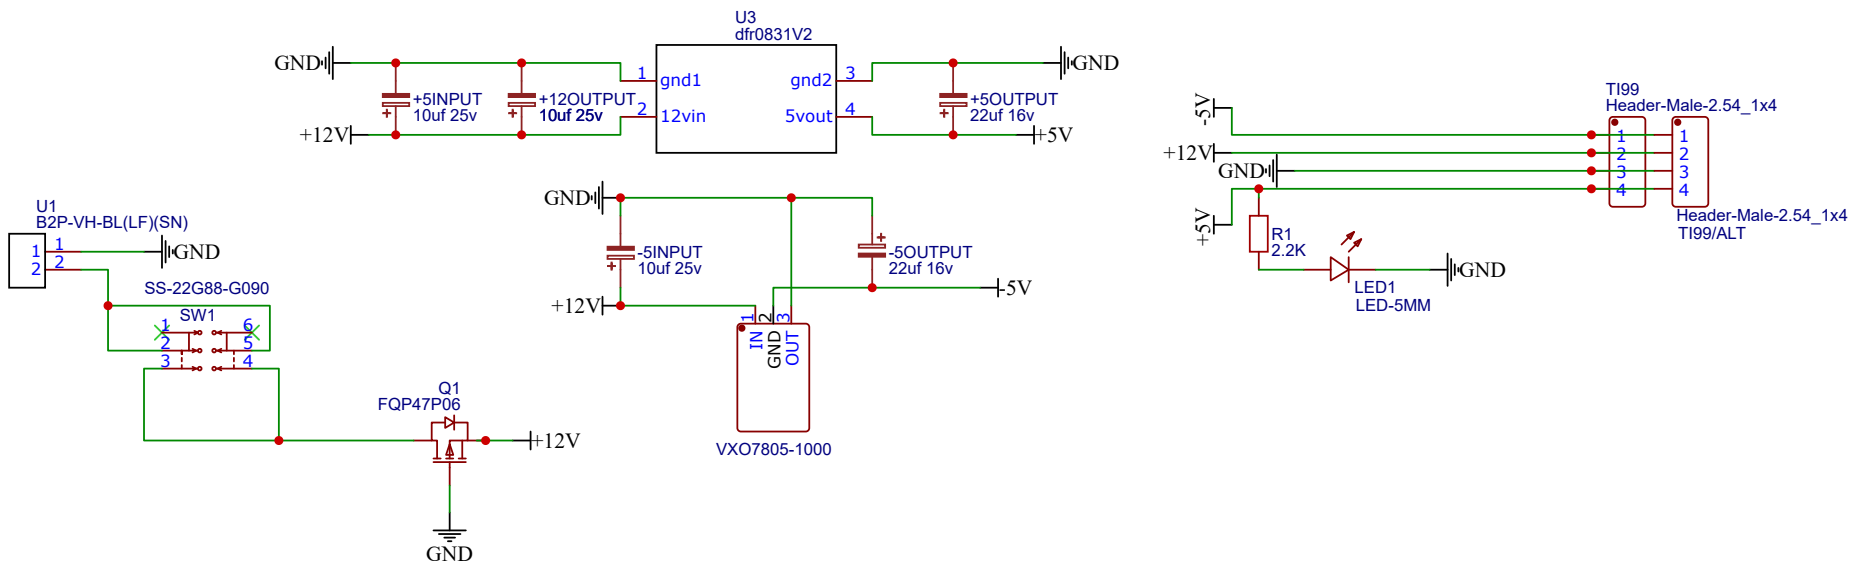 U3
dfr0831V2
GND
+5INPUT
10uf 25v
+12OUTPUT
10uf 25v
+12V
1 gnd1
2 12vin
gnd2 3
5vout 4
+5OUTPUT
22uf 16v
GND
+5V
U1
B2P-VH-BL(LF)(SN)
1 1
2 2
GND
SS-22G88-G090
SW1
1 6
2 5
3 4
Q1
FQP47P06
+12V
GND
GND
-5INPUT
10uf 25v
-5OUTPUT
22uf 16v
+12V
-5V
1 2 3
IN GND OUT
VXO7805-1000
TI99
Header-Male-2.54_1x4
-5V
+12V
GND
+5V
1 1
2 2
3 3
4 4
Header-Male-2.54_1x4
TI99/ALT
R1
2.2K
LED1
LED-5MM
GND